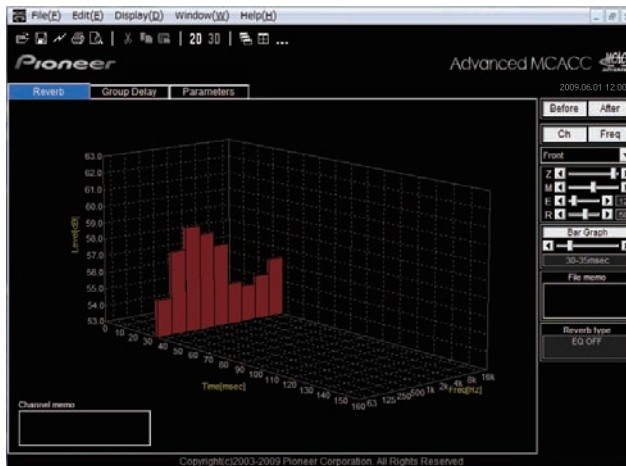 File(F) Edit(E) Display(D) Window(W) Help(H)
2D 3D ...
Pioneer
Advanced MCACC
2009.06.01 12:00
Reverb Group Delay Parameters
Before After
Ch Freq
Front
Z
M
E
R
Bar Graph
30-35msec
File memo
Reverb type
EQ OFF
Level[dB]
63.0
62.0
61.0
60.0
59.0
58.0
57.0
56.0
55.0
54.0
53.0
0 10 20 30 40 50 60 70 80 90 100 110 120 130 140 150 160
Time[msec]
63 125 250 500 1k 2k 4k 8k 16k
Freq[Hz]
Channel memo
Copyright(c)2003-2009 Pioneer Corporation. All Rights Reserved